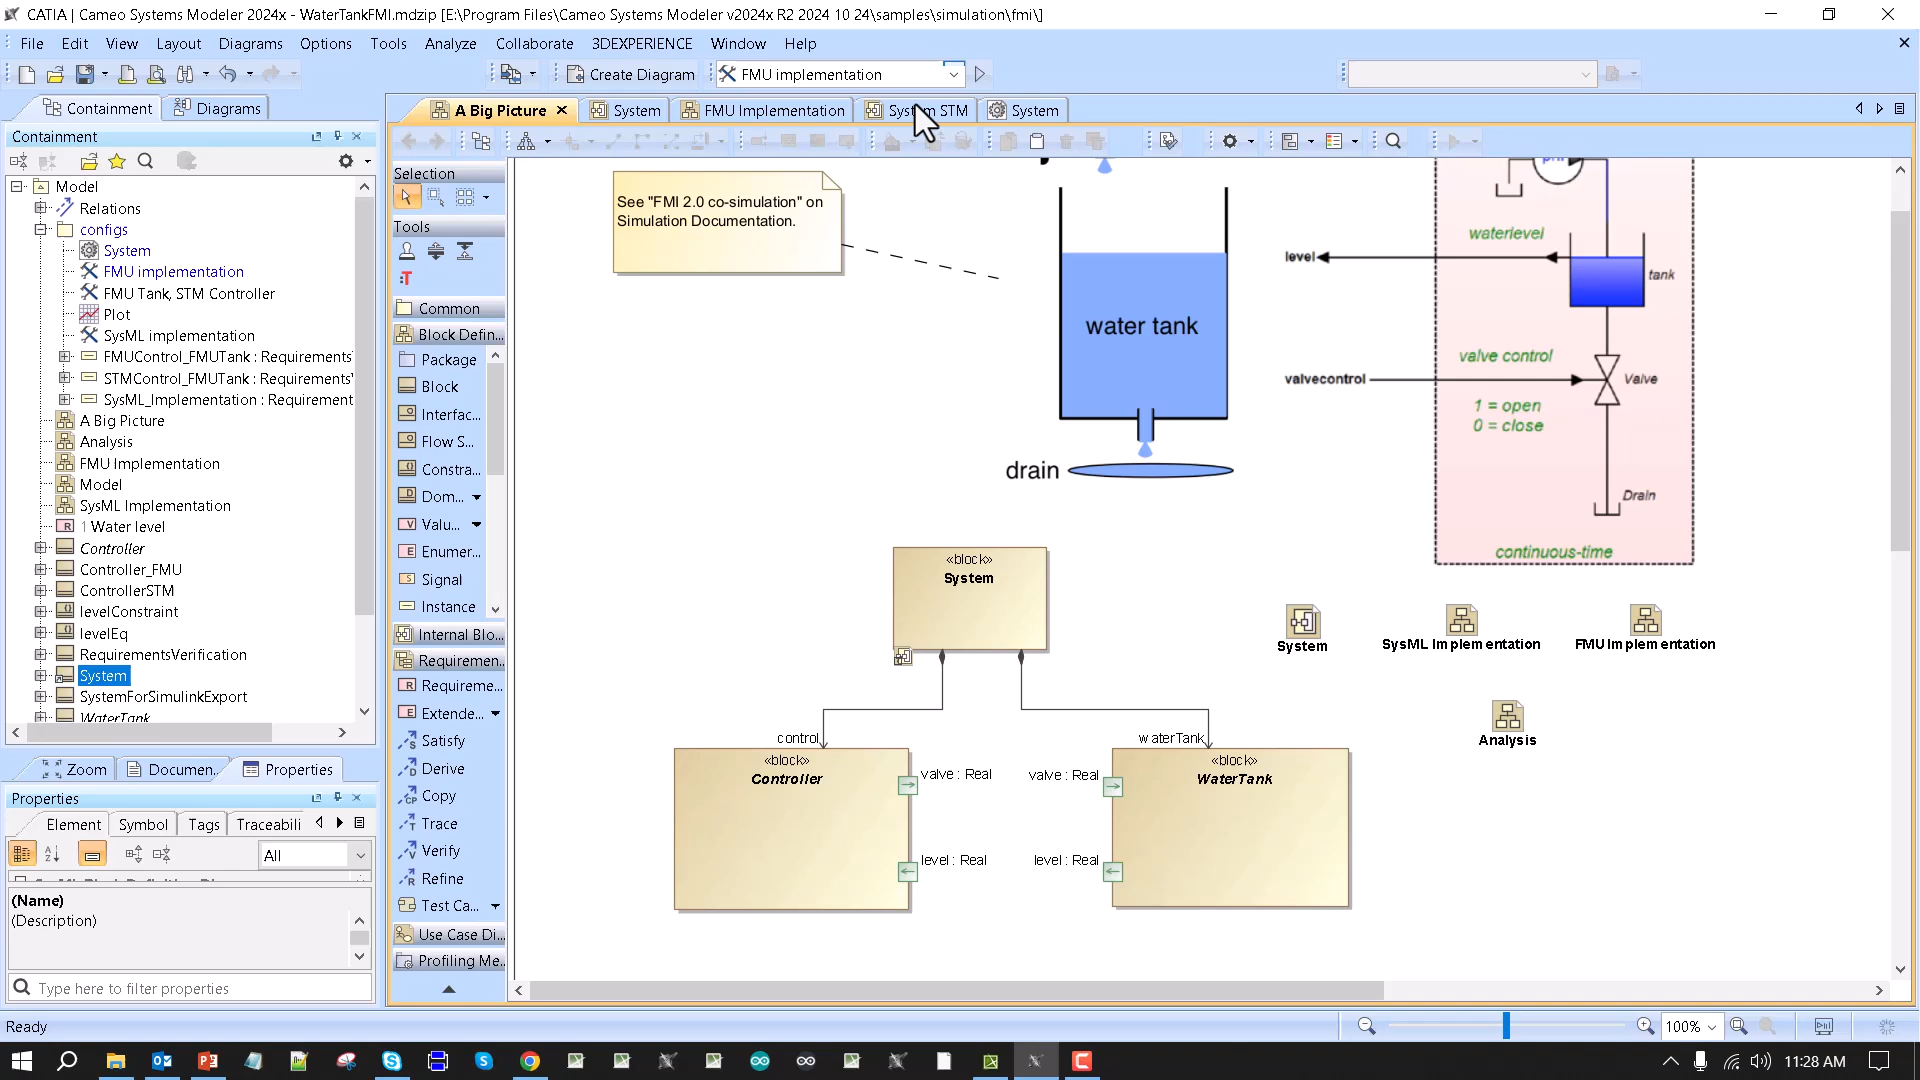 CATIA | Cameo Systems Modeler 2024x - WaterTankFMI.mdzip [E:\Program Files\Cameo Systems Modeler v2024x R2 2024 10 24\samples\simulation\fmi\]
File Edit View Layout Diagrams Options Tools Analyze Collaborate 3DEXPERIENCE Window Help
Create Diagram FMU implementation
Containment Diagrams
A Big Picture System FMU Implementation System STM System
Containment
Model
Relations
configs
System
FMU implementation
FMU Tank, STM Controller
Plot
SysML implementation
FMUControl_FMUTank : Requirements
STMControl_FMUTank : Requirements
SysML_Implementation : Requirement
A Big Picture
Analysis
FMU Implementation
Model
SysML Implementation
1 Water level
Controller
Controller_FMU
ControllerSTM
levelConstraint
levelEq
RequirementsVerification
System
SystemForSimulinkExport
WaterTank
Zoom Documen... Properties
Properties
Element Symbol Tags Traceabili
All
(Name)
(Description)
Type here to filter properties
Selection
Tools
Common
Block Defin...
Package
Block
Interfac...
Flow S...
Constra...
Dom...
Valu...
Enumer...
Signal
Instance
Internal Blo...
Requiremen...
Requireme...
Extende...
Satisfy
Derive
Copy
Trace
Verify
Refine
Test Ca...
Use Case Di...
Profiling Me...
See "FMI 2.0 co-simulation" on
Simulation Documentation.
water tank
drain
waterlevel
level
tank
valve control
valvecontrol
Valve
1 = open
0 = close
Drain
continuous-time
«block»
System
System
SysML Implementation
FMU Implementation
Analysis
control
waterTank
«block»
Controller
valve : Real
level : Real
valve : Real
level : Real
«block»
WaterTank
Ready
100%
11:28 AM